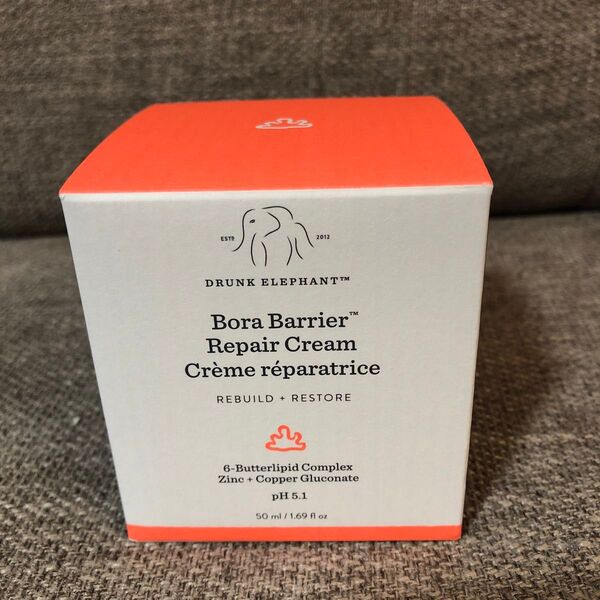 ESTD 2012
DRUNK ELEPHANT™
Bora Barrier™
Repair Cream
Crème réparatrice
REBUILD + RESTORE
6-Butterlipid Complex
Zinc + Copper Gluconate
pH 5.1
50 ml / 1.69 fl oz